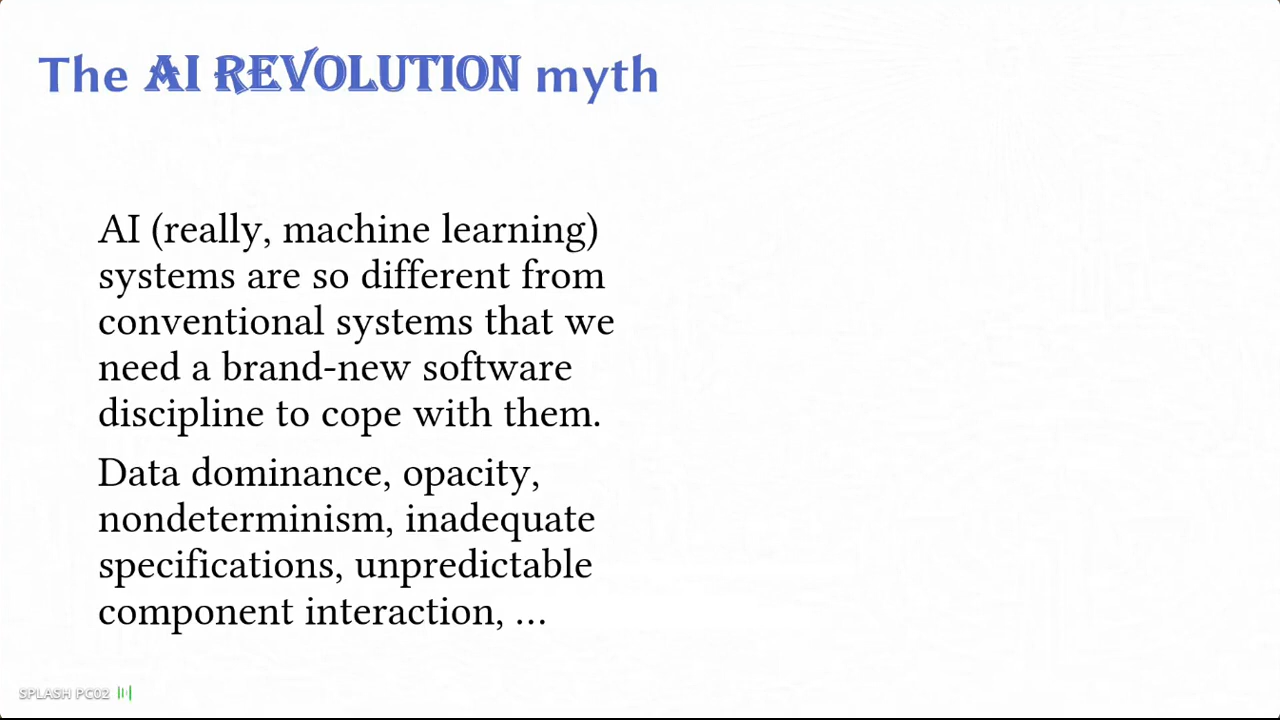 The AI REVOLUTION myth
AI (really, machine learning)
systems are so different from
conventional systems that we
need a brand-new software
discipline to cope with them.
Data dominance, opacity,
nondeterminism, inadequate
specifications, unpredictable
component interaction, …
SPLASH PC02